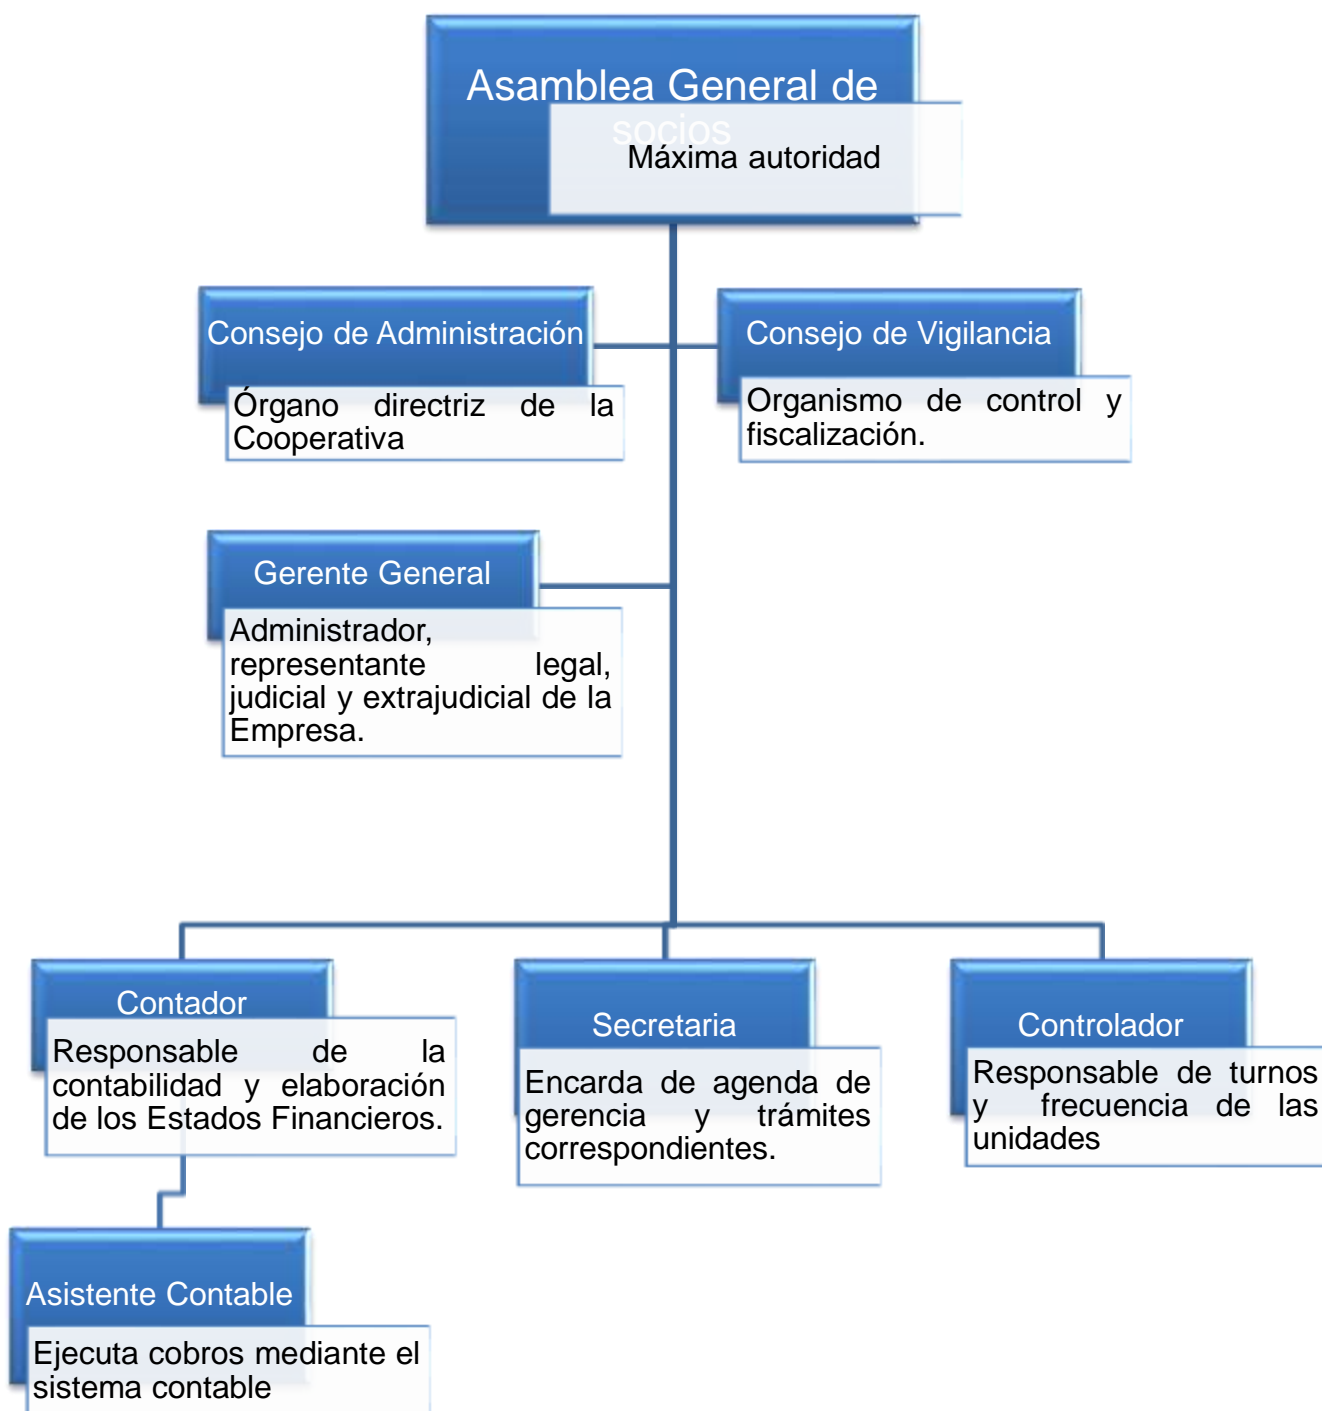 Asamblea General de
socios
Máxima autoridad
Consejo de Administración
Órgano directriz de la
Cooperativa
Consejo de Vigilancia
Organismo de control y
fiscalización.
Gerente General
Administrador,
representante legal,
judicial y extrajudicial de la
Empresa.
Contador
Responsable de la
contabilidad y elaboración
de los Estados Financieros.
Secretaria
Encarda de agenda de
gerencia y trámites
correspondientes.
Controlador
Responsable de turnos
y frecuencia de las
unidades
Asistente Contable
Ejecuta cobros mediante el
sistema contable